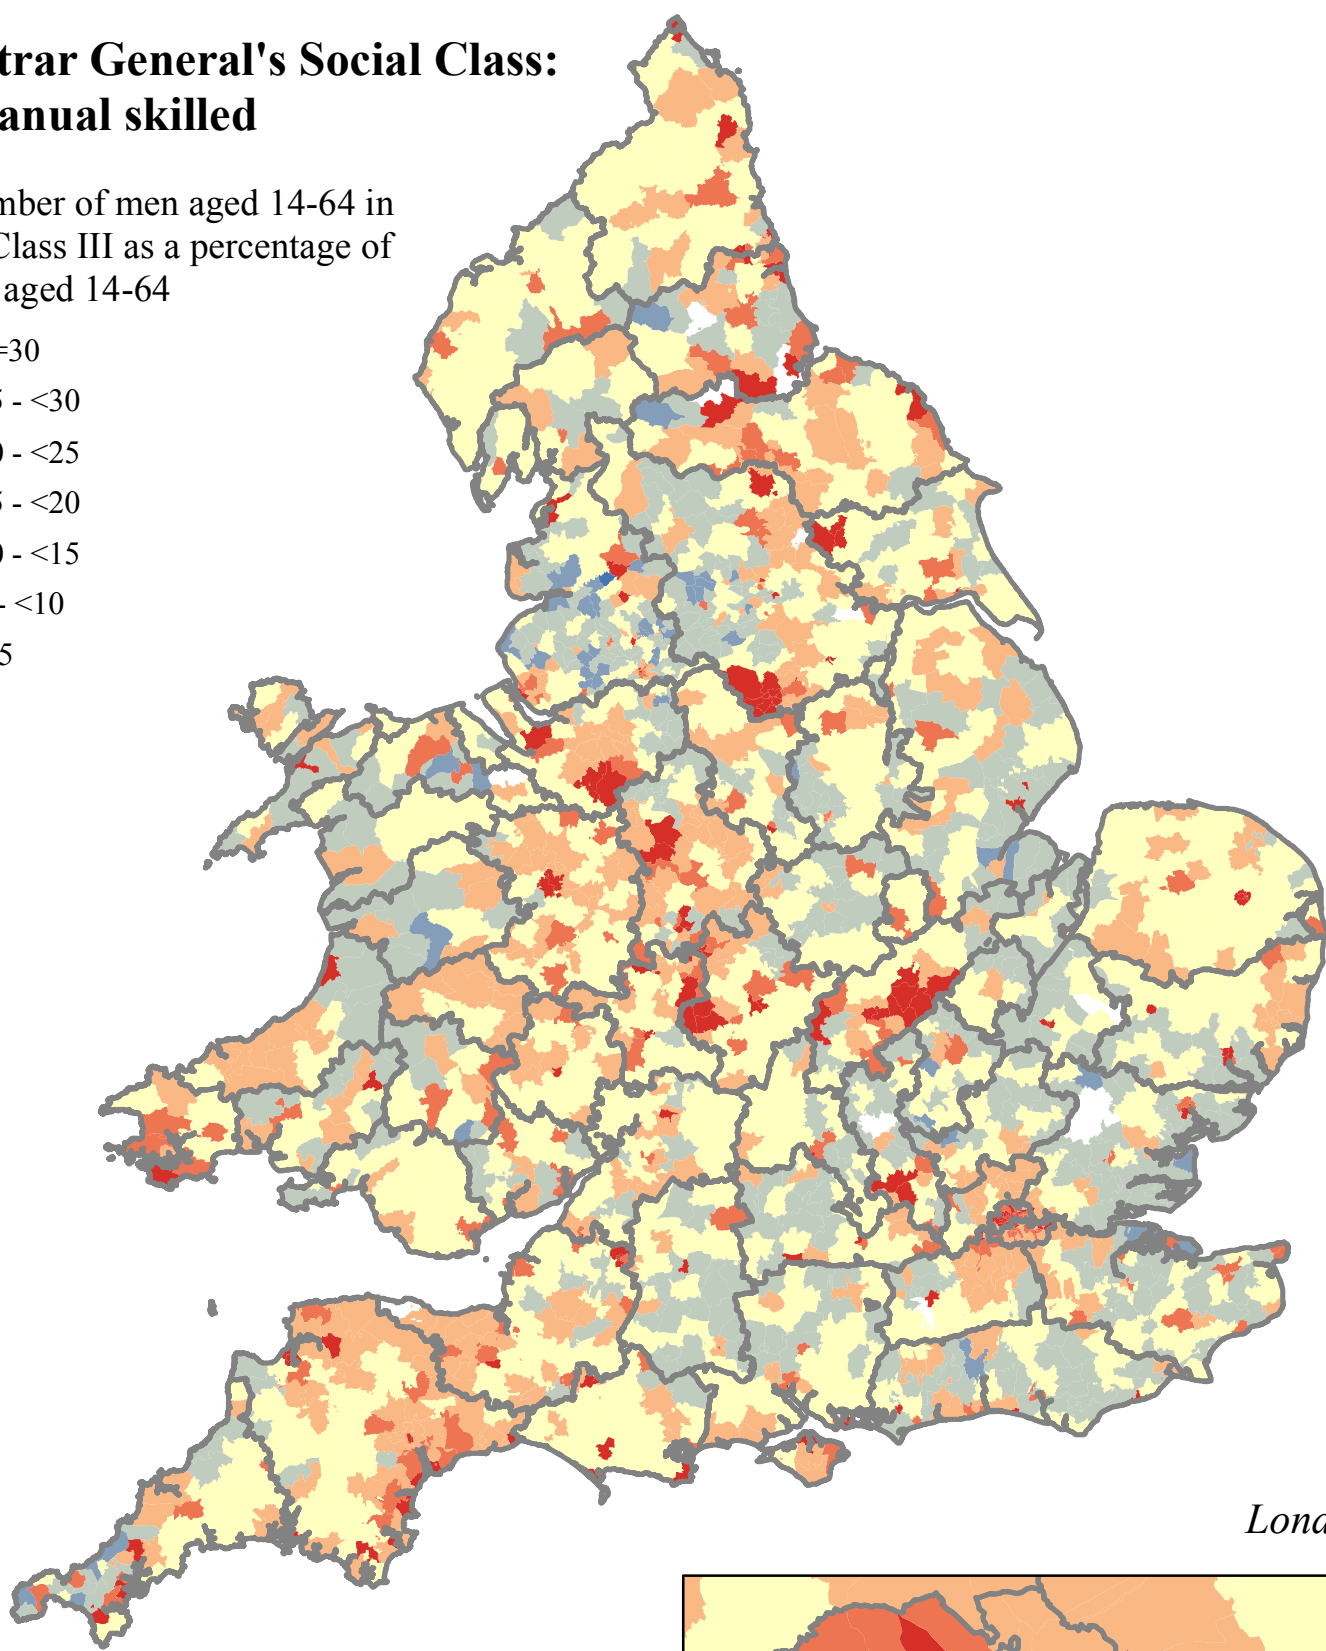 trar General's Social Class:
anual skilled
mber of men aged 14-64 in
Class III as a percentage of
aged 14-64
=30
5 - <30
0 - <25
5 - <20
0 - <15
- <10
5
Lond